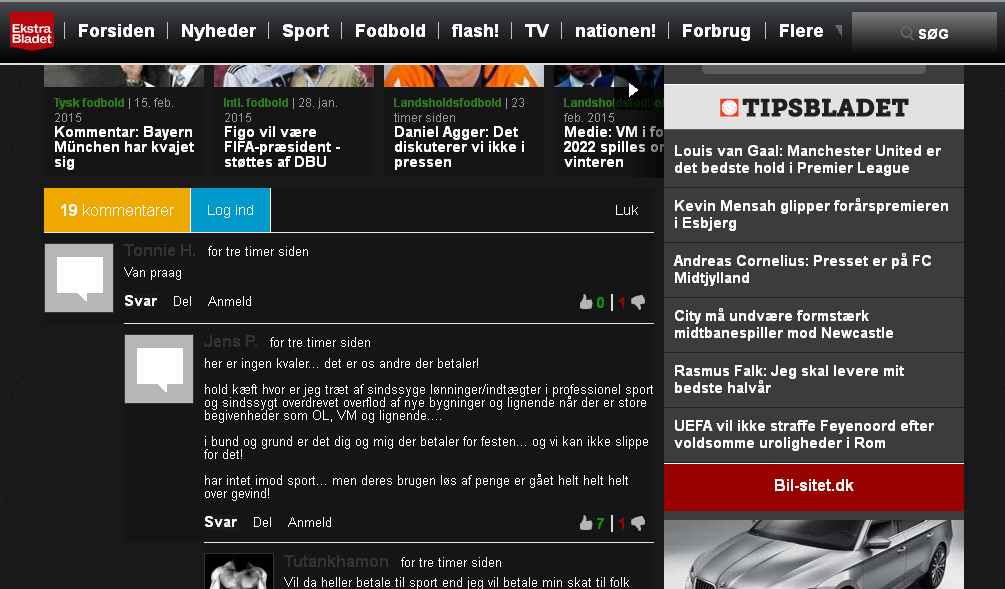 Ekstra
Bladet
Forsiden
Nyheder
Sport
Fodbold
flash!
TV
nation!
Forbrug
Flere
SØG
Tysk fodbold | 15. feb.
2015
Kommentar: Bayern
München har kvajet
sig
Intl. fodbold | 28. jan.
2015
Figo vil være
FIFA-præsident -
støttes af DBU
Landsholdsfodbold | 23
timer siden
Daniel Agger: Det
diskuterer vi ikke i
pressen
Landsholdsfodbol
feb. 2015
Medie: VM i fo
2022 spilles o
vinteren
19 kommentarer
Log ind
Luk
Tonnie H. for tre timer siden
Van praag
Svar Del Anmeld
0 | 1
Jens P. for tre timer siden
her er ingen kvaler... det er os andre der betaler!
hold kæft hvor er jeg træt af sindssyge lønninger/indtægter i professionel sport
og sindssygt overdrevet overflod af nye bygninger og lignende når der er store
begivenheder som OL, VM og lignende....
i bund og grund er det dig og mig der betaler for festen... og vi kan ikke slippe
for det!
har intet imod sport... men deres brugen løs af penge er gået helt helt helt
over gevind!
Svar Del Anmeld
7 | 1
Tutankhamon for tre timer siden
Vil da heller betale til sport end jeg vil betale min skat til folk
TIPSBLADET
Louis van Gaal: Manchester United er
det bedste hold i Premier League
Kevin Mensah glipper forårspremieren
i Esbjerg
Andreas Cornelius: Presset er på FC
Midtjylland
City må undvære formstærk
midtbanespiller mod Newcastle
Rasmus Falk: Jeg skal levere mit
bedste halvår
UEFA vil ikke straffe Feyenoord efter
voldsomme uroligheder i Rom
Bil-sitet.dk